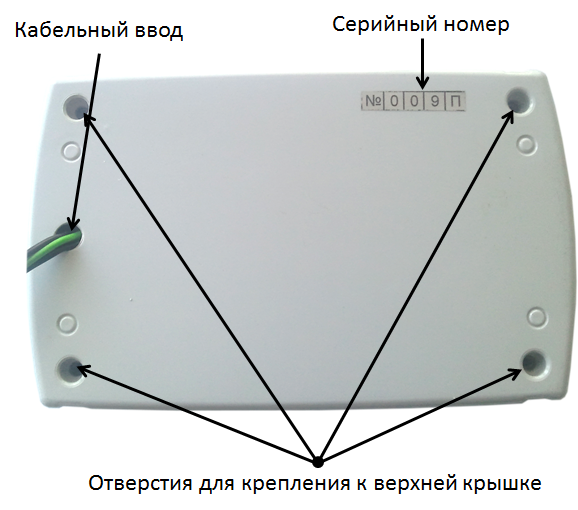 Кабельный ввод
Серийный номер
№009П
Отверстия для крепления к верхней крышке